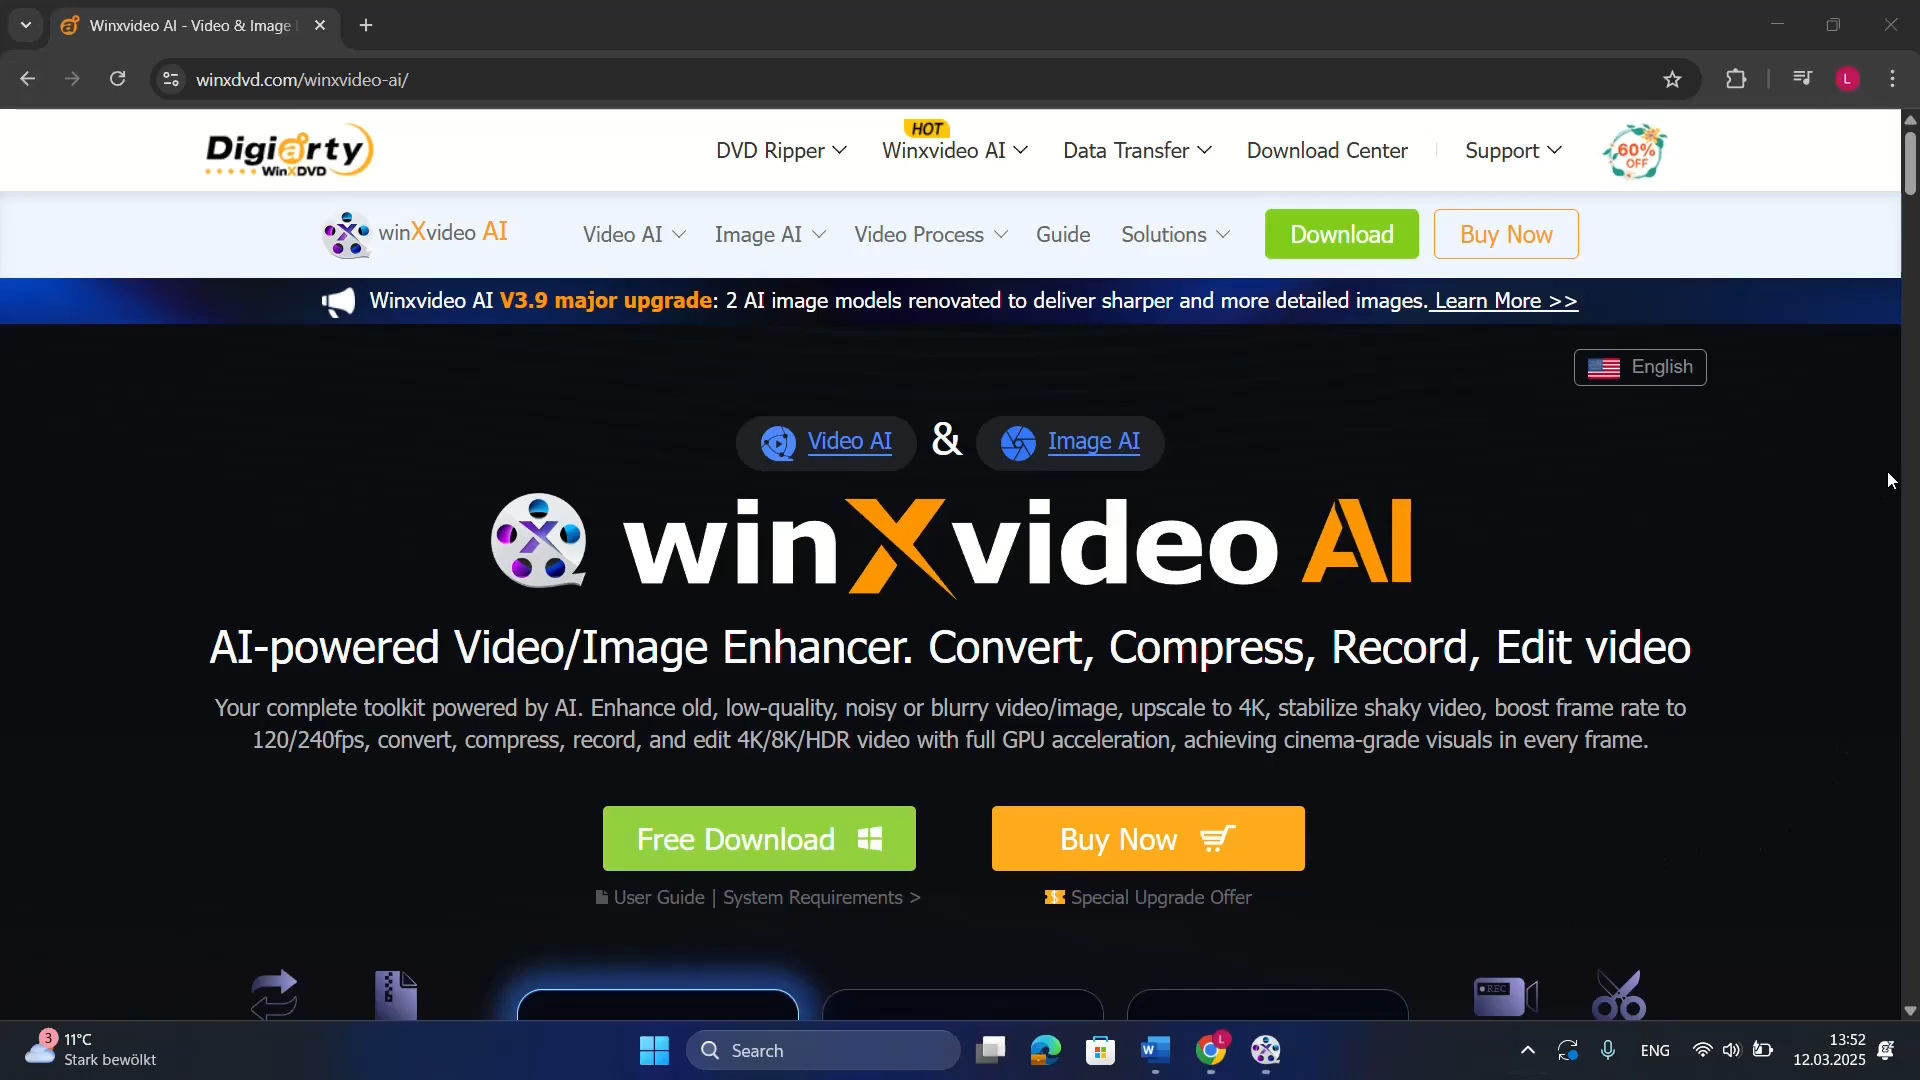 Winxvideo AI - Video & Image
winxdvd.com/winxvideo-ai/
L
HOT
Digiarty
WinXDVD
DVD Ripper
Winxvideo AI
Data Transfer
Download Center
Support
60%
OFF
winXvideo AI
Video AI
Image AI
Video Process
Guide
Solutions
Download
Buy Now
Winxvideo AI V3.9 major upgrade: 2 AI image models renovated to deliver sharper and more detailed images. Learn More >>
English
Video AI & Image AI
winXvideo AI
AI-powered Video/Image Enhancer. Convert, Compress, Record, Edit video
Your complete toolkit powered by AI. Enhance old, low-quality, noisy or blurry video/image, upscale to 4K, stabilize shaky video, boost frame rate to
120/240fps, convert, compress, record, and edit 4K/8K/HDR video with full GPU acceleration, achieving cinema-grade visuals in every frame.
Free Download
Buy Now
User Guide | System Requirements >
Special Upgrade Offer
REC
3
11°C
Stark bewölkt
Search
W
L
ENG
13:52
12.03.2025